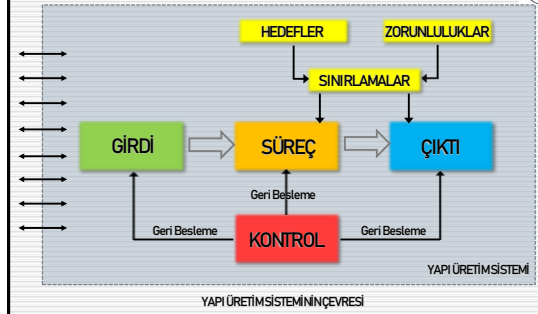 HEDEFLER
ZORUNLULUKLAR
SINIRLAMALAR
GİRDİ
SÜREÇ
ÇIKTI
Geri Besleme
Geri Besleme
KONTROL
Geri Besleme
YAPI ÜRETİM SİSTEMİ
YAPI ÜRETİM SİSTEMİNİN ÇEVRESİ